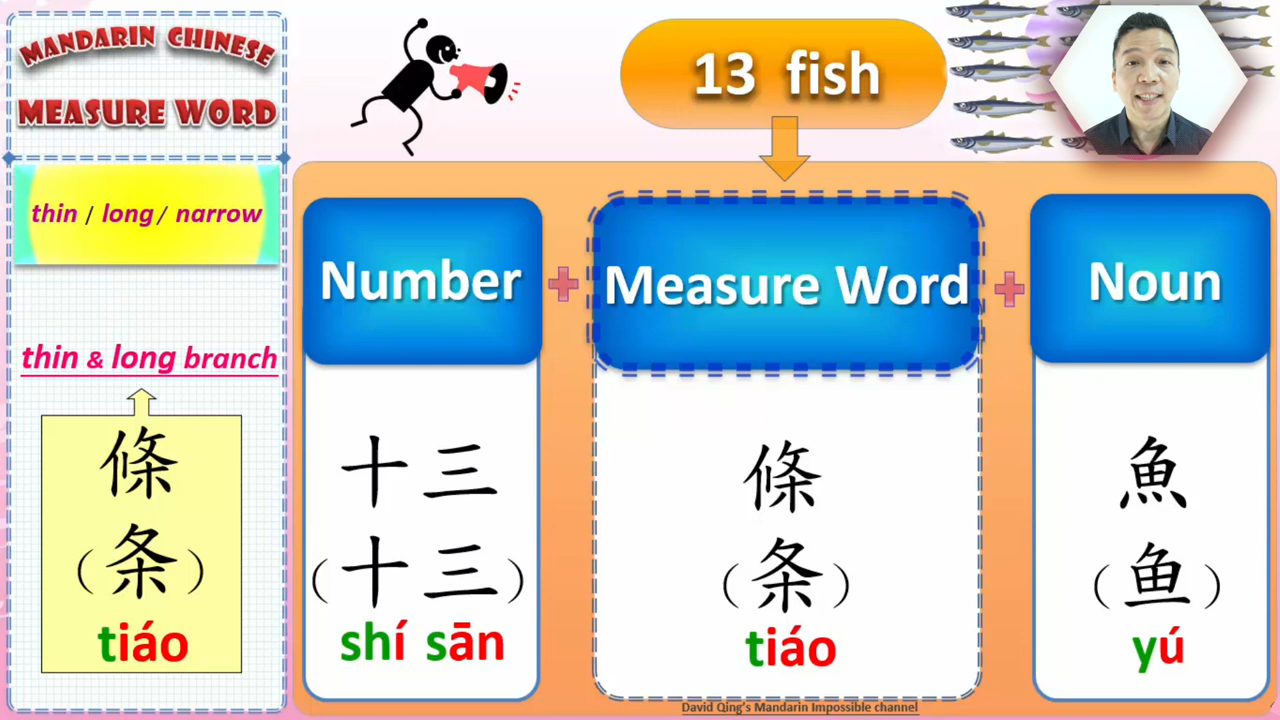 MANDARIN CHINESE
MEASURE WORD
thin / long / narrow
thin & long branch
條
(条)
tiáo
13 fish
Number + Measure Word + Noun
十三
(十三)
shí sān
條
(条)
tiáo
魚
(鱼)
yú
David Qing's Mandarin Impossible channel